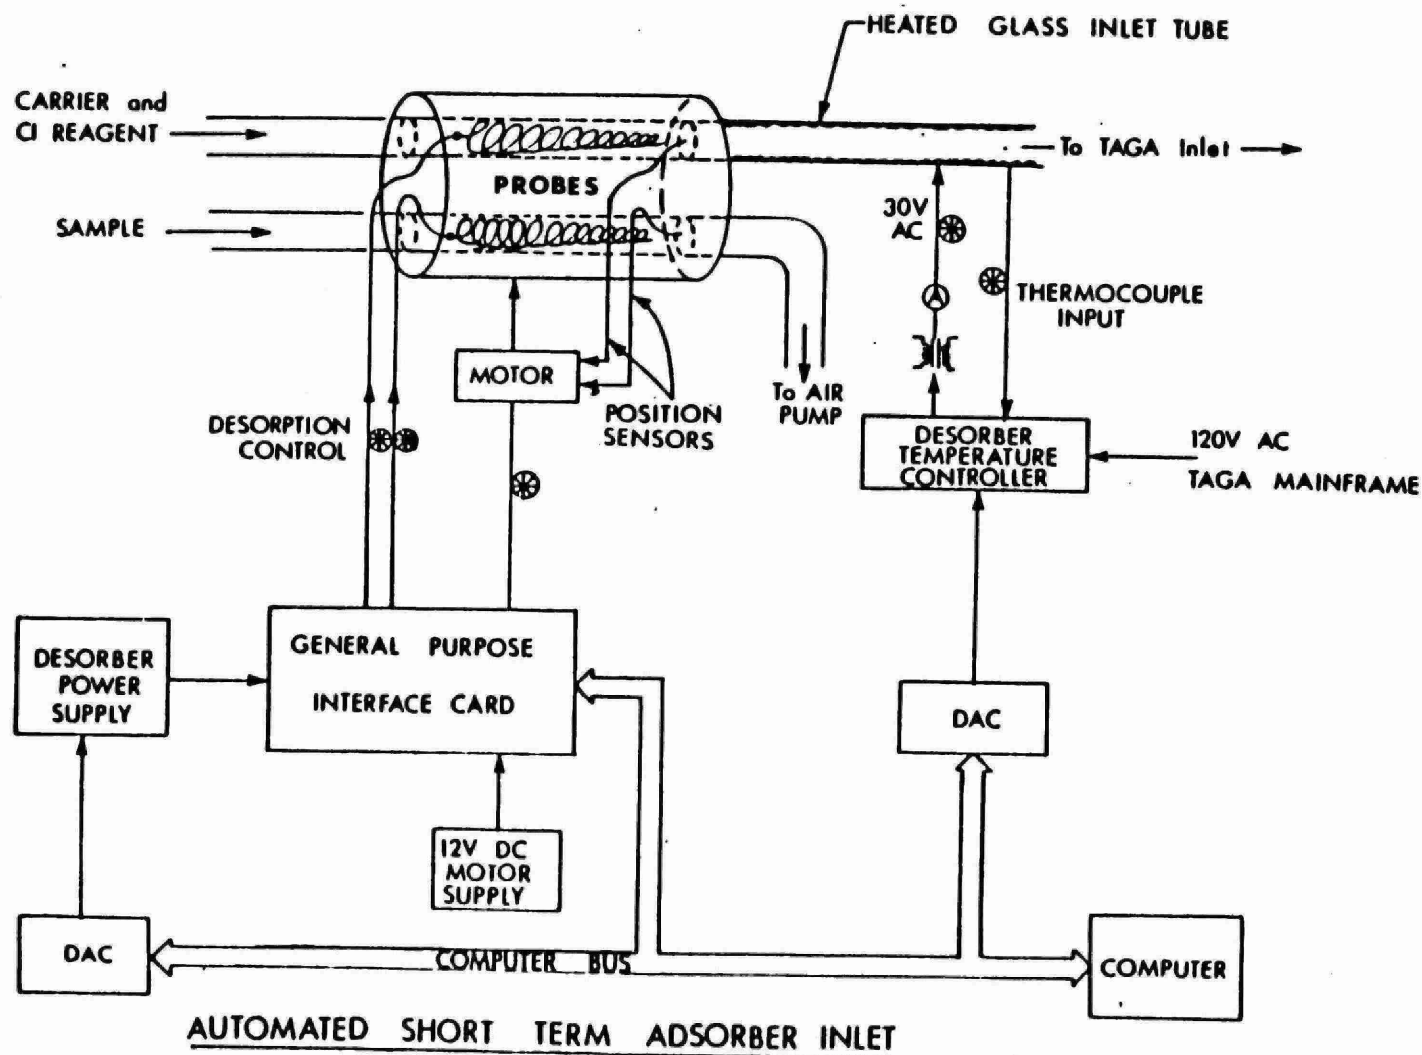 HEATED GLASS INLET TUBE
CARRIER and
CI REAGENT
To TAGA Inlet
PROBES
SAMPLE
30V
AC
A
THERMOCOUPLE
INPUT
MOTOR
To AIR
PUMP
POSITION
SENSORS
DESORPTION
CONTROL
DESORBER
TEMPERATURE
CONTROLLER
120V AC
TAGA MAINFRAME
GENERAL PURPOSE
INTERFACE CARD
DESORBER
POWER
SUPPLY
DAC
12V DC
MOTOR
SUPPLY
DAC
COMPUTER BUS
COMPUTER
AUTOMATED SHORT TERM ADSORBER INLET